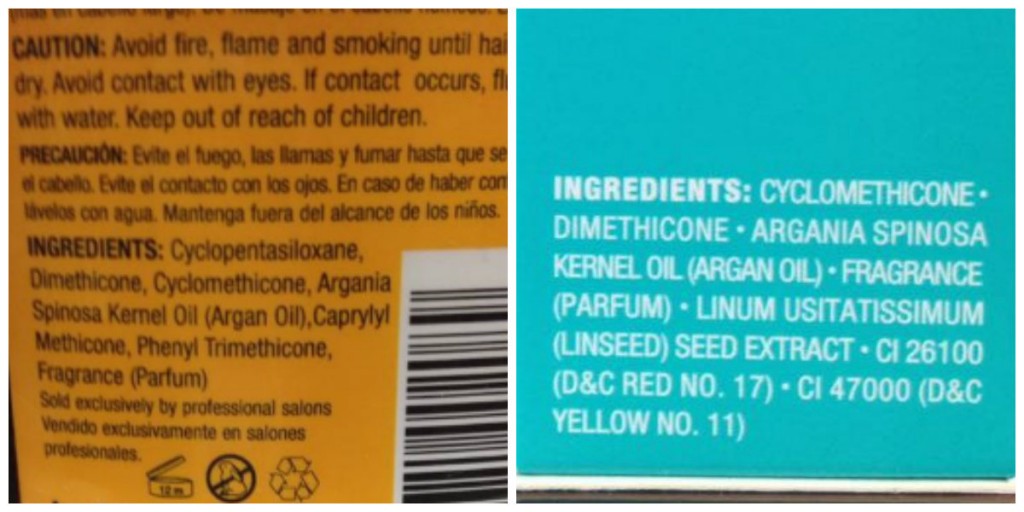 CAUTION: Avoid fire, flame and smoking until hai
dry. Avoid contact with eyes. If contact occurs, fl
with water. Keep out of reach of children.
PRECAUCIÓN: Evite el fuego, las llamas y fumar hasta que se
el cabello. Evite el contacto con los ojos. En caso de haber con
lávelos con agua. Mantenga fuera del alcance de los niños.
INGREDIENTS: Cyclopentasiloxane,
Dimethicone, Cyclomethicone, Argania
Spinosa Kernel Oil (Argan Oil),Caprylyl
Methicone, Phenyl Trimethicone,
Fragrance (Parfum)
Sold exclusively by professional salons
Vendido exclusivamente en salones
profesionales.
12 m
INGREDIENTS: CYCLOMETHICONE •
DIMETHICONE • ARGANIA SPINOSA
KERNEL OIL (ARGAN OIL) • FRAGRANCE
(PARFUM) • LINUM USITATISSIMUM
(LINSEED) SEED EXTRACT • CI 26100
(D&C RED NO. 17) • CI 47000 (D&C
YELLOW NO. 11)